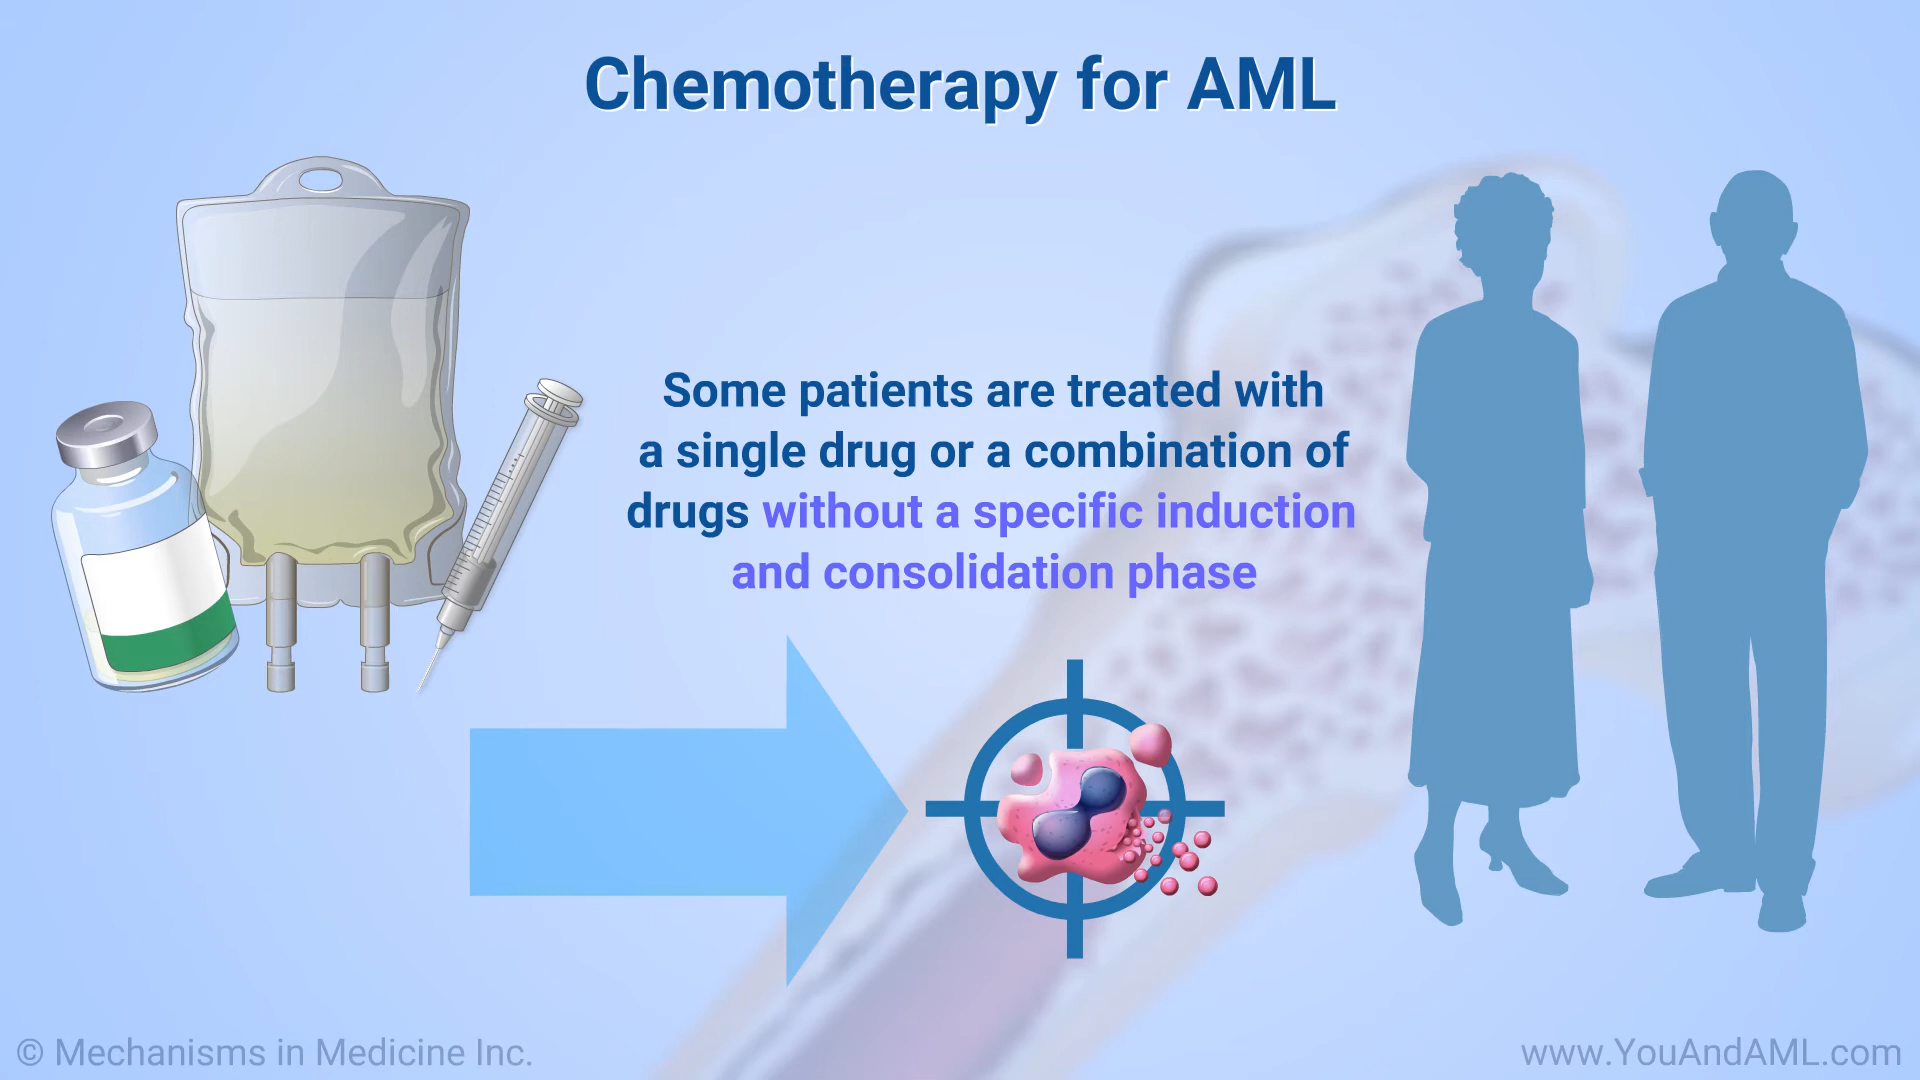 Chemotherapy for AML
Some patients are treated with
a single drug or a combination of
drugs without a specific induction
and consolidation phase
© Mechanisms in Medicine Inc.
www.YouAndAML.com